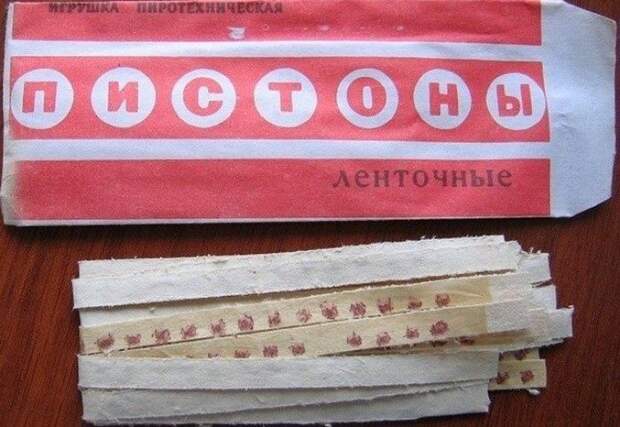 ИГРУШКА ПИРОТЕХНИЧЕСКАЯ
ПИСТОНЫ
ленточные